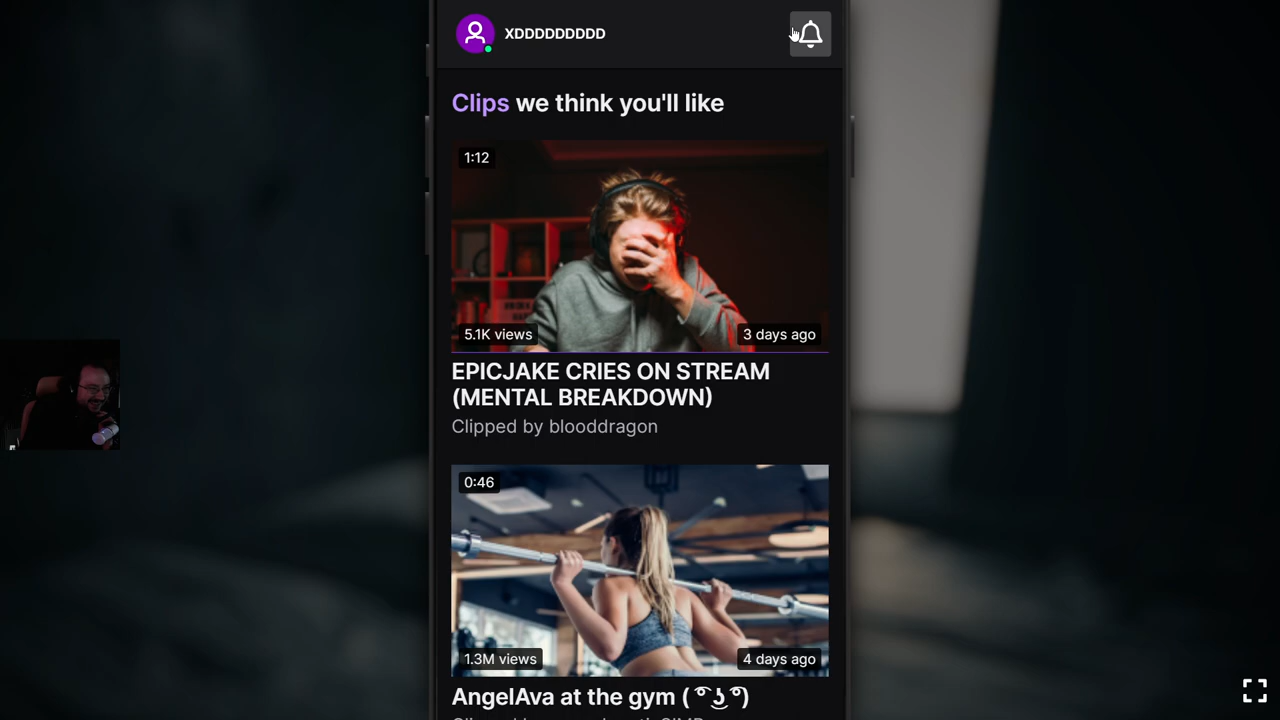 XDDDDDDDDD
Clips we think you'll like
1:12
5.1K views
3 days ago
EPICJAKE CRIES ON STREAM
(MENTAL BREAKDOWN)
Clipped by blooddragon
0:46
1.3M views
4 days ago
AngelAva at the gym ( ͡° ͜ʖ ͡°)